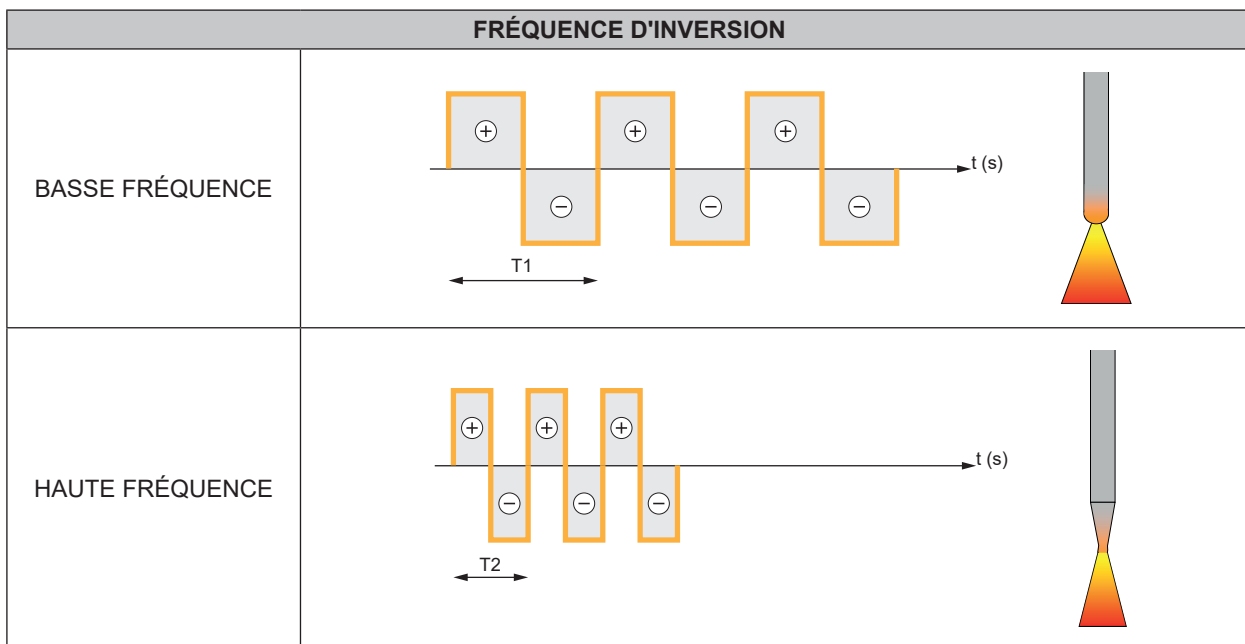 FRÉQUENCE D'INVERSION
BASSE FRÉQUENCE
+ + +
t (s)
− − −
T1
HAUTE FRÉQUENCE
+ + +
t (s)
− − −
T2